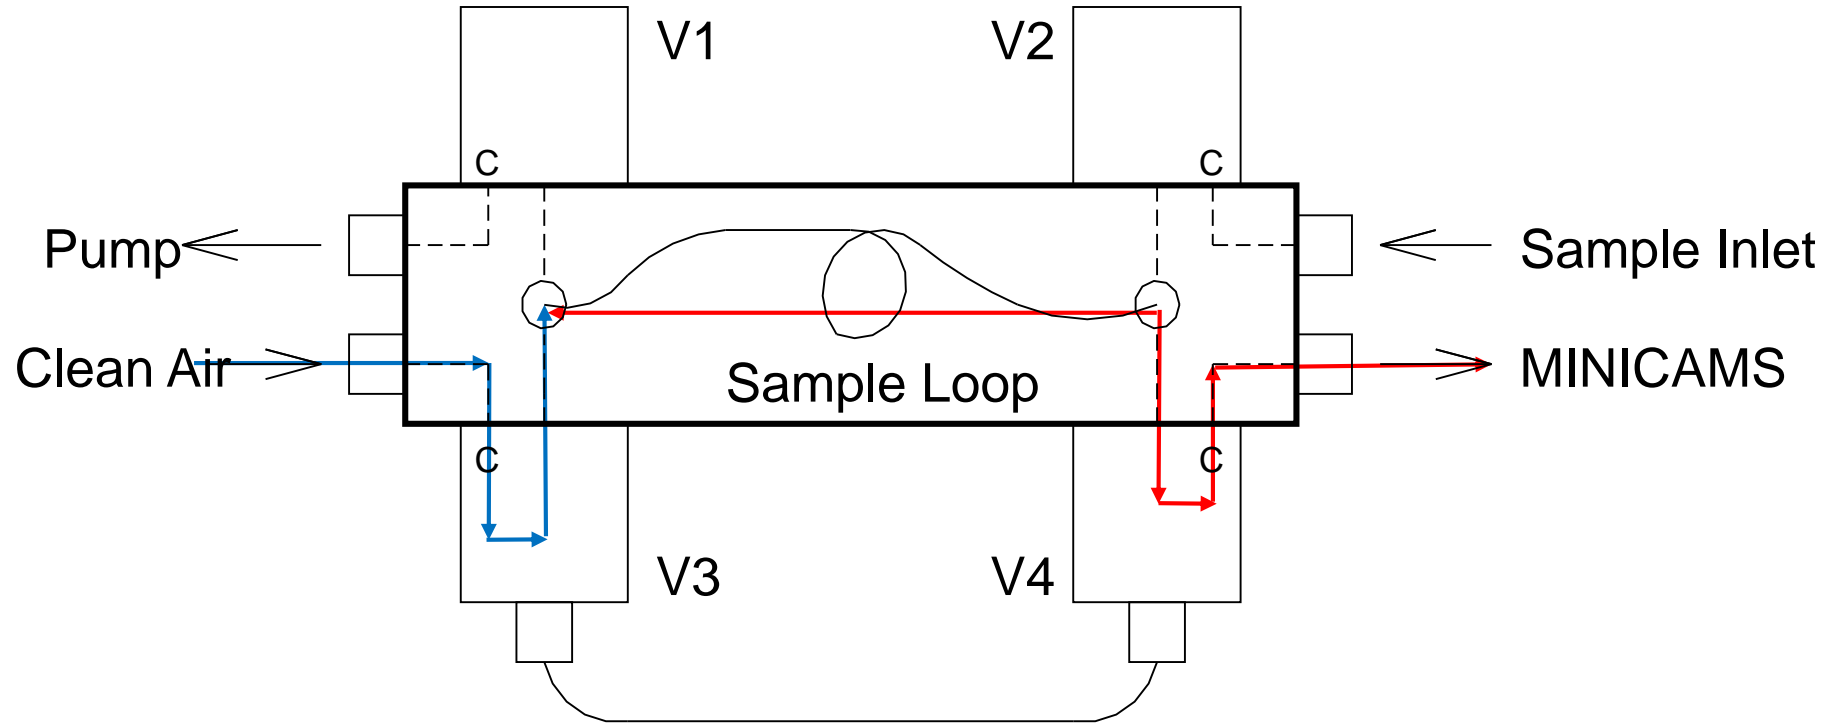 V1
V2
C
C
Pump
Sample Inlet
Clean Air
Sample Loop
MINICAMS
C
C
V3
V4